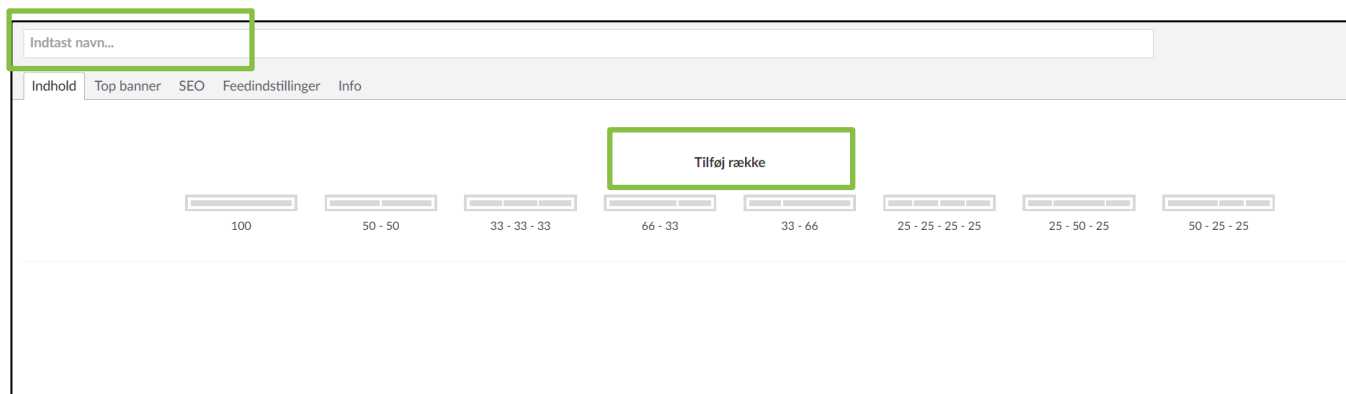 Indtast navn...
Indhold Top banner SEO Feedindstillinger Info
Tilføj række
100 50 - 50 33 - 33 - 33 66 - 33 33 - 66 25 - 25 - 25 - 25 25 - 50 - 25 50 - 25 - 25